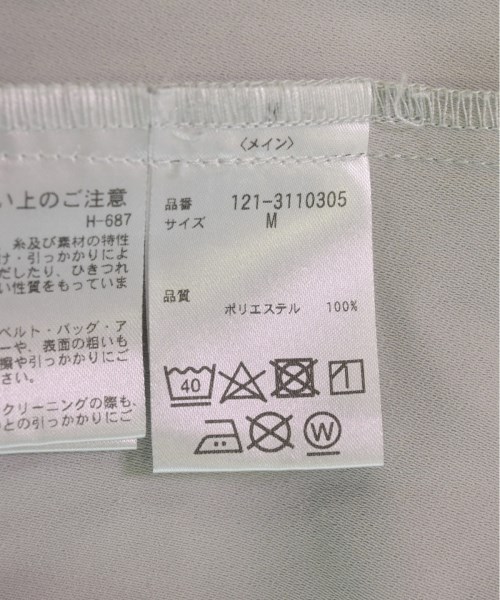 い上のご注意
H-687
、糸及び素材の特性
け・引っかかりによ
だしたり、ひきつれ
い性質をもっていま
ベルト・バッグ・ア
ーや、表面の粗いも
擦や引っかかりにご
さい。
クリーニングの際も、
との引っかかりにご
〈メイン〉
品番 121-3110305
サイズ M
品質
ポリエステル 100%
40
W